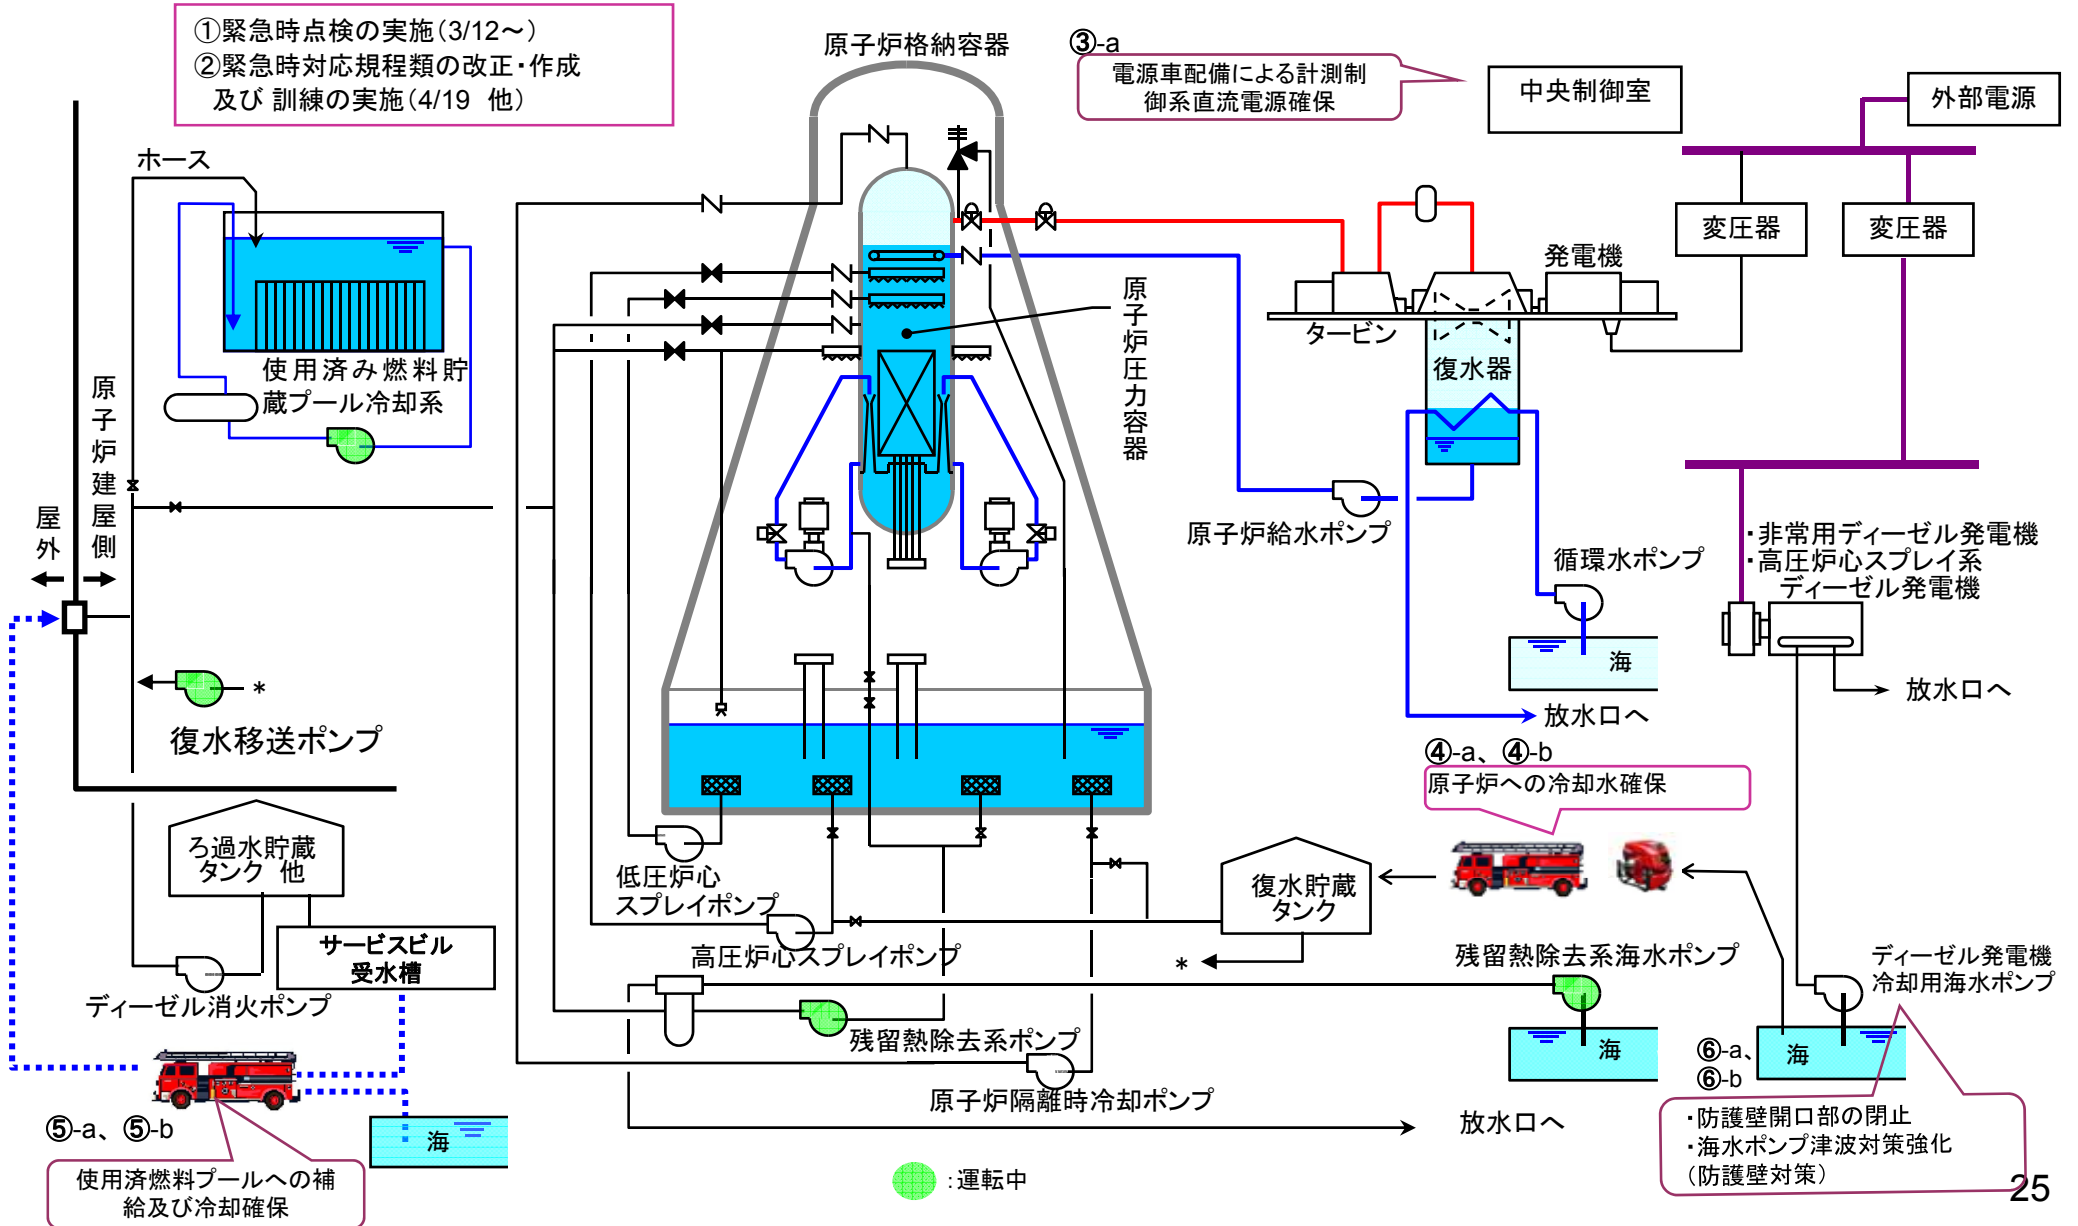 ①緊急時点検の実施(3/12～)
②緊急時対応規程類の改正・作成
及び 訓練の実施(4/19 他)
原子炉格納容器
③-a
電源車配備による計測制
御系直流電源確保
中央制御室
外部電源
ホース
変圧器
変圧器
発電機
タービン
復水器
原子炉圧力容器
使用済み燃料貯
蔵プール冷却系
原子炉建屋側
屋外
原子炉給水ポンプ
循環水ポンプ
・非常用ディーゼル発電機
・高圧炉心スプレイ系
ディーゼル発電機
海
放水口へ
放水口へ
*
復水移送ポンプ
④-a、④-b
原子炉への冷却水確保
ろ過水貯蔵
タンク 他
サービスビル
受水槽
ディーゼル消火ポンプ
低圧炉心
スプレイポンプ
高圧炉心スプレイポンプ
復水貯蔵
タンク
*
残留熱除去系海水ポンプ
ディーゼル発電機
冷却用海水ポンプ
残留熱除去系ポンプ
海
海
⑥-a、
⑥-b
原子炉隔離時冷却ポンプ
放水口へ
・防護壁開口部の閉止
・海水ポンプ津波対策強化
(防護壁対策)
⑤-a、⑤-b
海
使用済燃料プールへの補
給及び冷却確保
:運転中
25